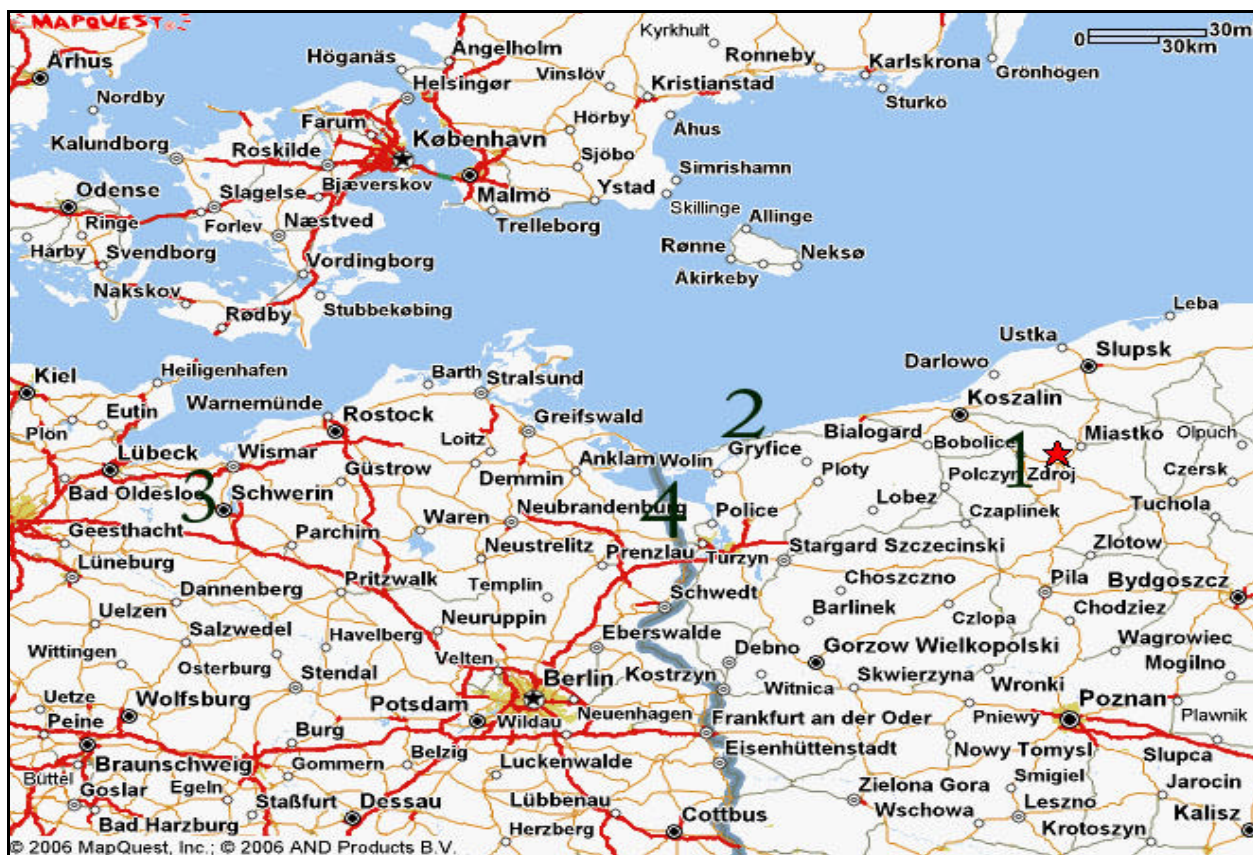 MAPQUEST
0 30m
30km
Ängelholm
Kyrkhult
Ronneby
Höganäs
Århus
Vinslöv
Karlskrona
Grönhögen
Helsingør
Kristianstad
Sturkö
Nordby
Farum
Hörby
Åhus
København
Kalundborg
Roskilde
Sjöbo
Simrishamn
Odense
Slagelse
Bjæverskov
Malmö
Ystad
Skillinge
Ringe
Forlev
Næstved
Trelleborg
Allinge
Hårby
Svendborg
Rønne
Neksø
Vordingborg
Åkirkeby
Nakskov
Stubbekøbing
Rødby
Leba
Ustka
Slupsk
Darlowo
Kiel
Heiligenhafen
Barth
Stralsund
Koszalin
2
Eutin
Warnemünde
Rostock
Greifswald
Plön
Loitz
Bialogard
Bobolice
1
Miastko
Olpuch
Lübeck
Wismar
Gryfice
Anklam
Wolin
Ploty
Güstrow
Demmin
Polczyn
Zdroj
Czersk
Bad Oldesloe
3
Schwerin
Neubrandenburg
4
Police
Lobez
Tuchola
Geesthacht
Parchim
Waren
Czaplinek
Neustrelitz
Prenzlau
Turzyn
Stargard Szczecinski
Zlotow
Lüneburg
Dannenberg
Pritzwalk
Templin
Choszczno
Pila
Bydgoszcz
Schwedt
Uelzen
Neuruppin
Barlinek
Czlopa
Chodziez
Salzwedel
Havelberg
Eberswalde
Debno
Gorzow Wielkopolski
Wagrowiec
Wittingen
Osterburg
Stendal
Velten
Berlin
Kostrzyn
Mogilno
Witnica
Skwierzyna
Wronki
Uetze
Wolfsburg
Potsdam
Poznan
Peine
Wildau
Neuenhagen
Pniewy
Plawnik
Burg
Frankfurt an der Oder
Belzig
Eisenhüttenstadt
Nowy Tomysl
Slupca
Braunschweig
Büttel
Gommern
Luckenwalde
Smigiel
Jarocin
Goslar
Egeln
Zielona Gora
Staßfurt
Dessau
Lübbenau
Wschowa
Leszno
Kalisz
Bad Harzburg
Herzberg
Cottbus
Krotoszyn
© 2006 MapQuest, Inc.; © 2006 AND Products B.V.